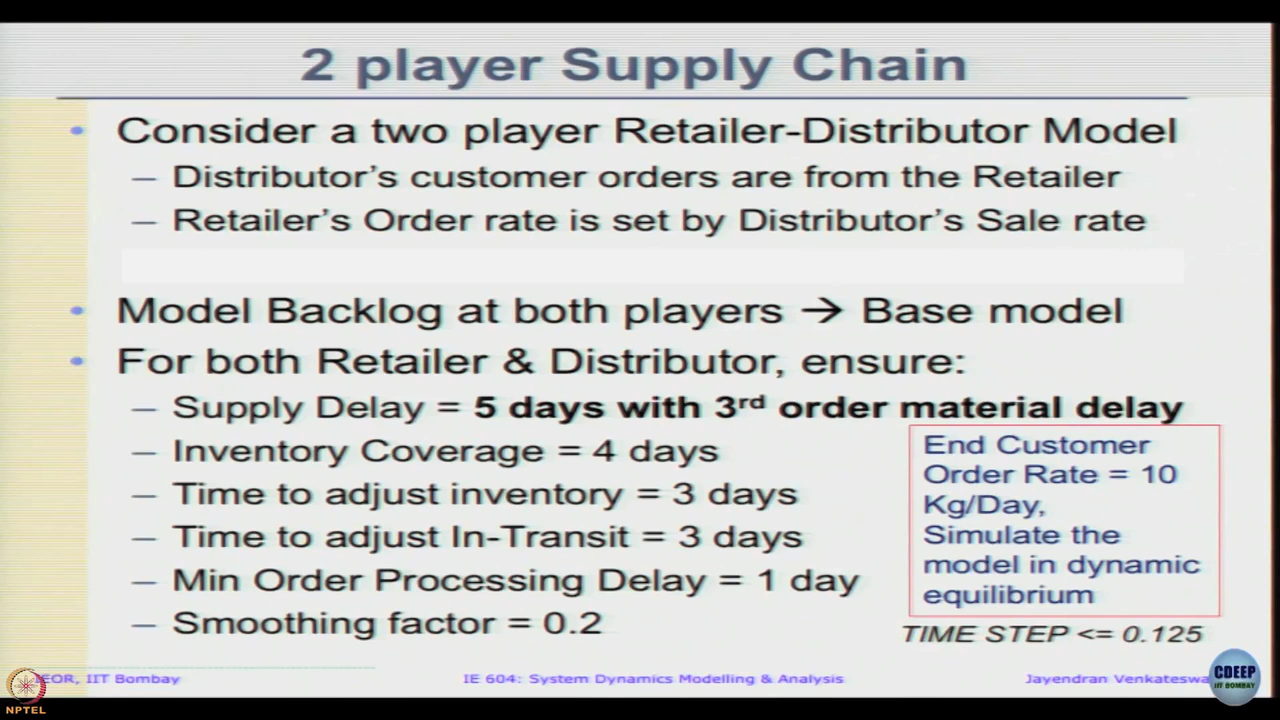 2 player Supply Chain
• Consider a two player Retailer-Distributor Model
– Distributor's customer orders are from the Retailer
– Retailer's Order rate is set by Distributor's Sale rate
• Model Backlog at both players → Base model
• For both Retailer & Distributor, ensure:
– Supply Delay = 5 days with 3rd order material delay
– Inventory Coverage = 4 days
– Time to adjust inventory = 3 days
– Time to adjust In-Transit = 3 days
– Min Order Processing Delay = 1 day
– Smoothing factor = 0.2
End Customer
Order Rate = 10
Kg/Day,
Simulate the
model in dynamic
equilibrium
TIME STEP <= 0.125
IEOR, IIT Bombay
IE 604: System Dynamics Modelling & Analysis
Jayendran Venkateswa
NPTEL
CDEEP
IIT BOMBAY